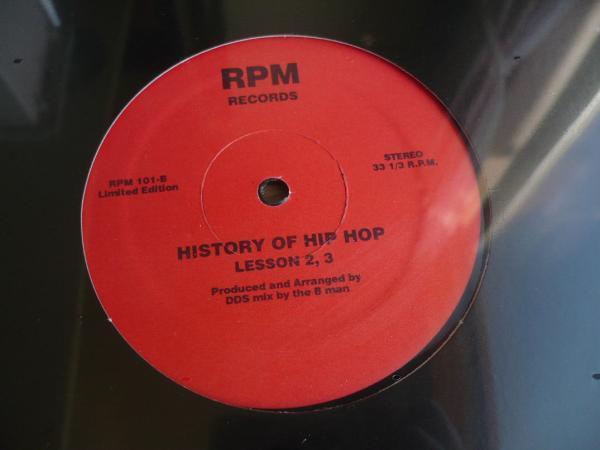 RPM
RECORDS
RPM 101-B
Limited Edition
STEREO
33 1/3 R.P.M.
HISTORY OF HIP HOP
LESSON 2, 3
Produced and Arranged by
DDS mix by the B man